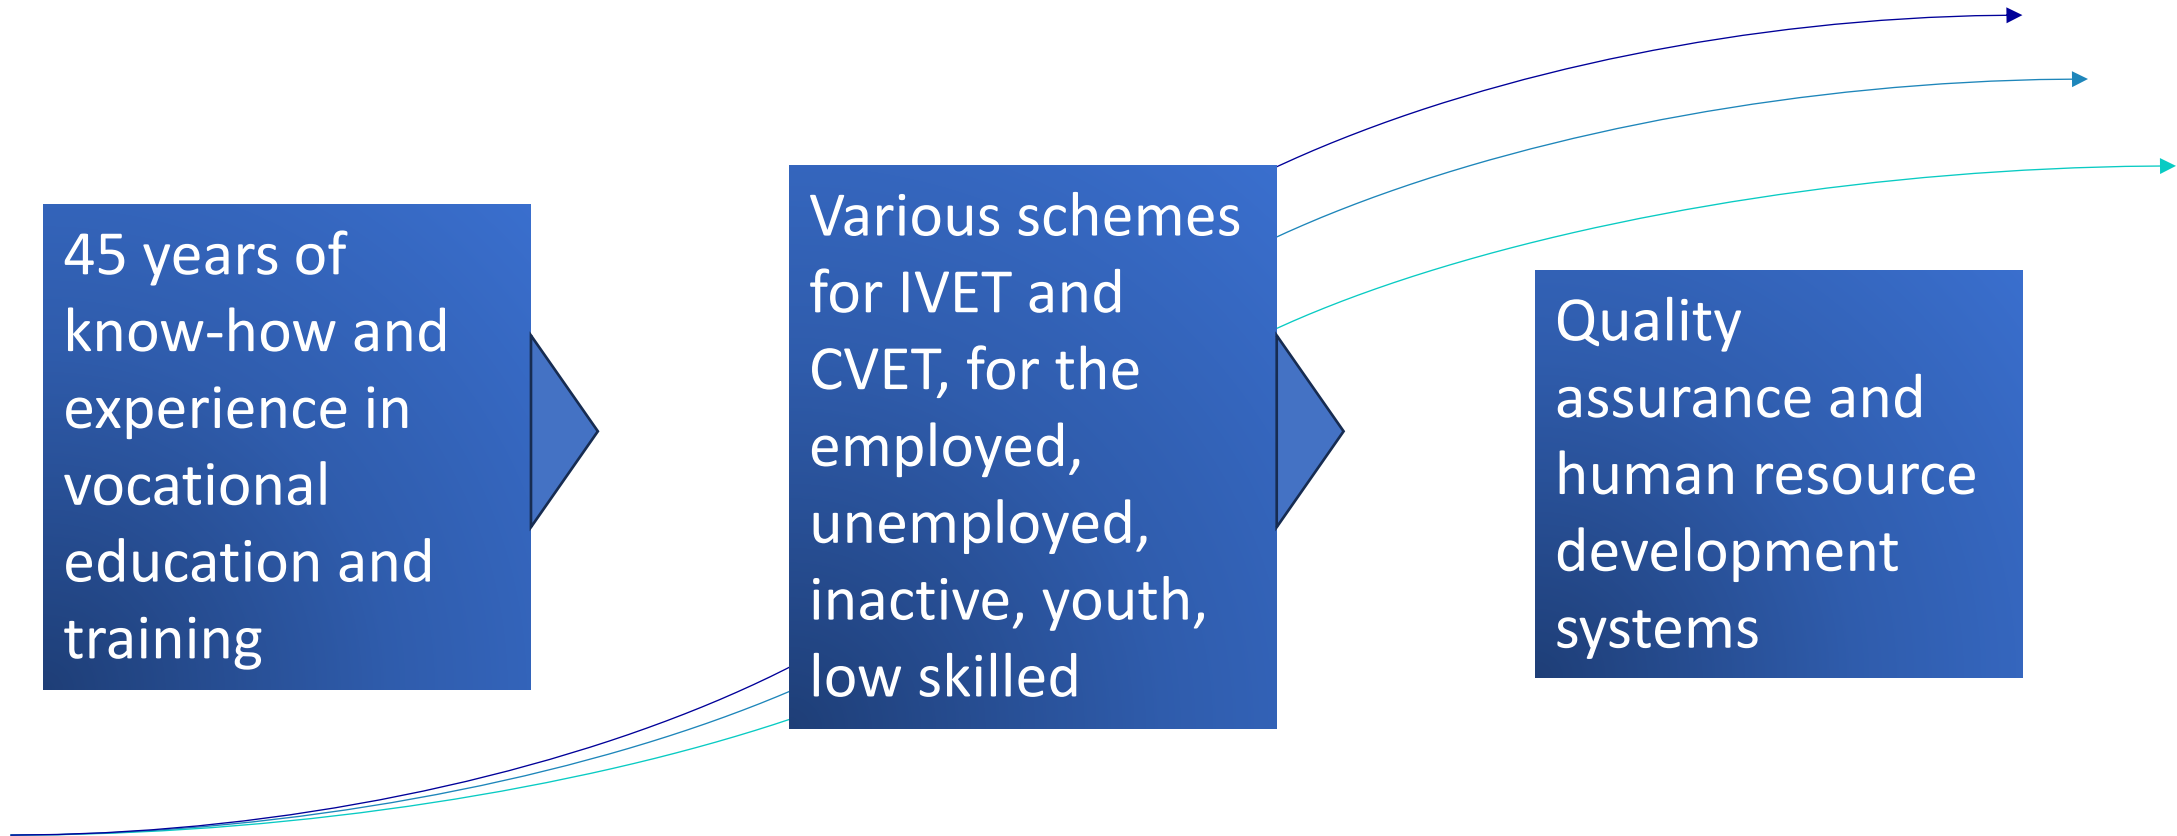 45 years of
know-how and
experience in
vocational
education and
training
Various schemes
for IVET and
CVET, for the
employed,
unemployed,
inactive, youth,
low skilled
Quality
assurance and
human resource
development
systems